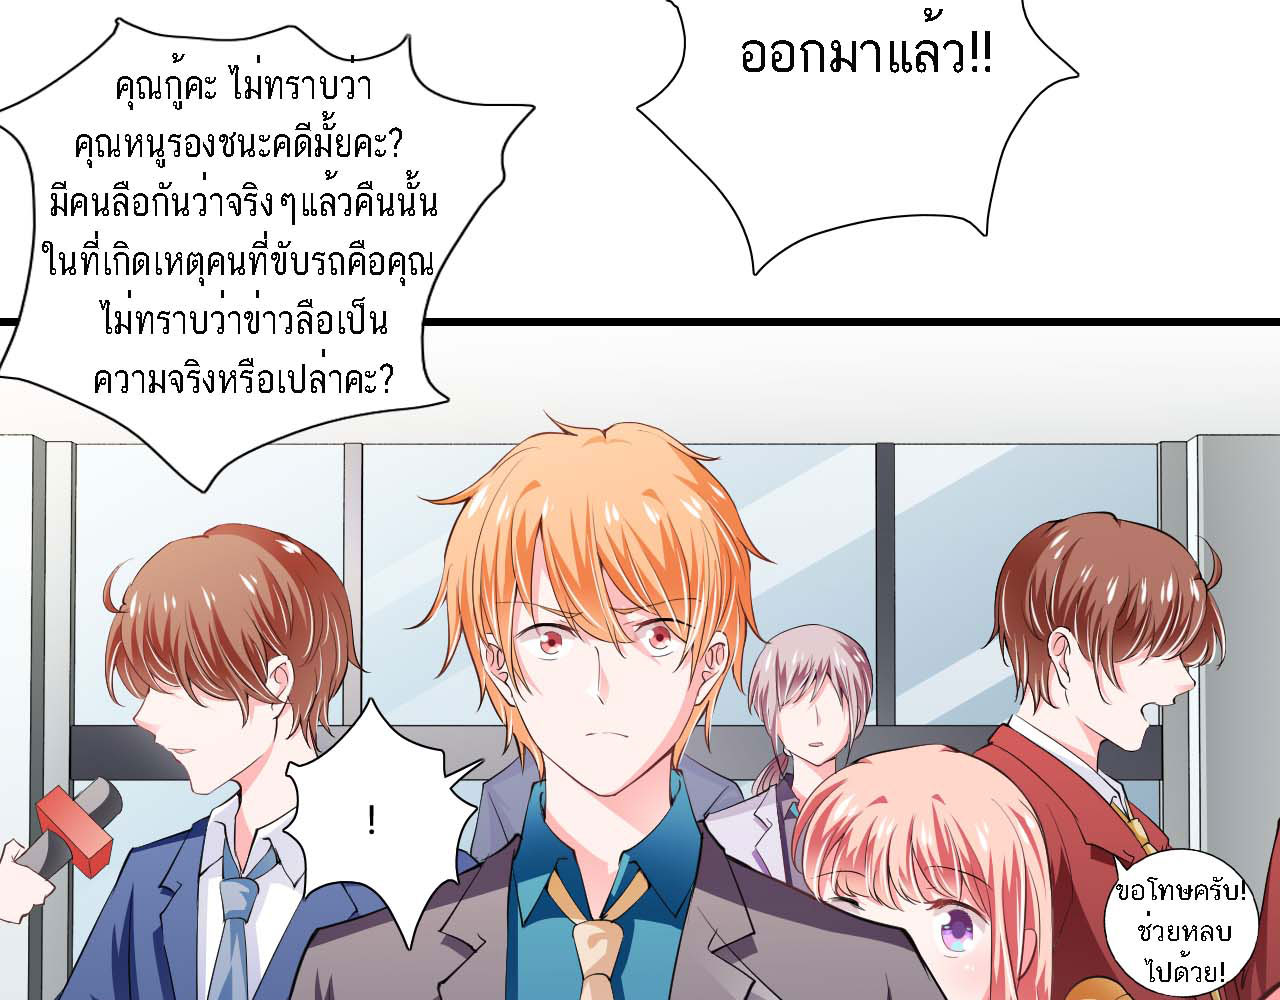 ออกมาแล้ว!!
คุณกู้คะ ไม่ทราบว่า
คุณหนูรองชนะคดีมั้ยคะ?
มีคนลือกันว่าจริงๆแล้วคืนนั้น
ในที่เกิดเหตุคนที่ขับรถคือคุณ
ไม่ทราบว่าข่าวลือเป็น
ความจริงหรือเปล่าคะ?
!
ขอโทษครับ!
ช่วยหลบ
ไปด้วย!